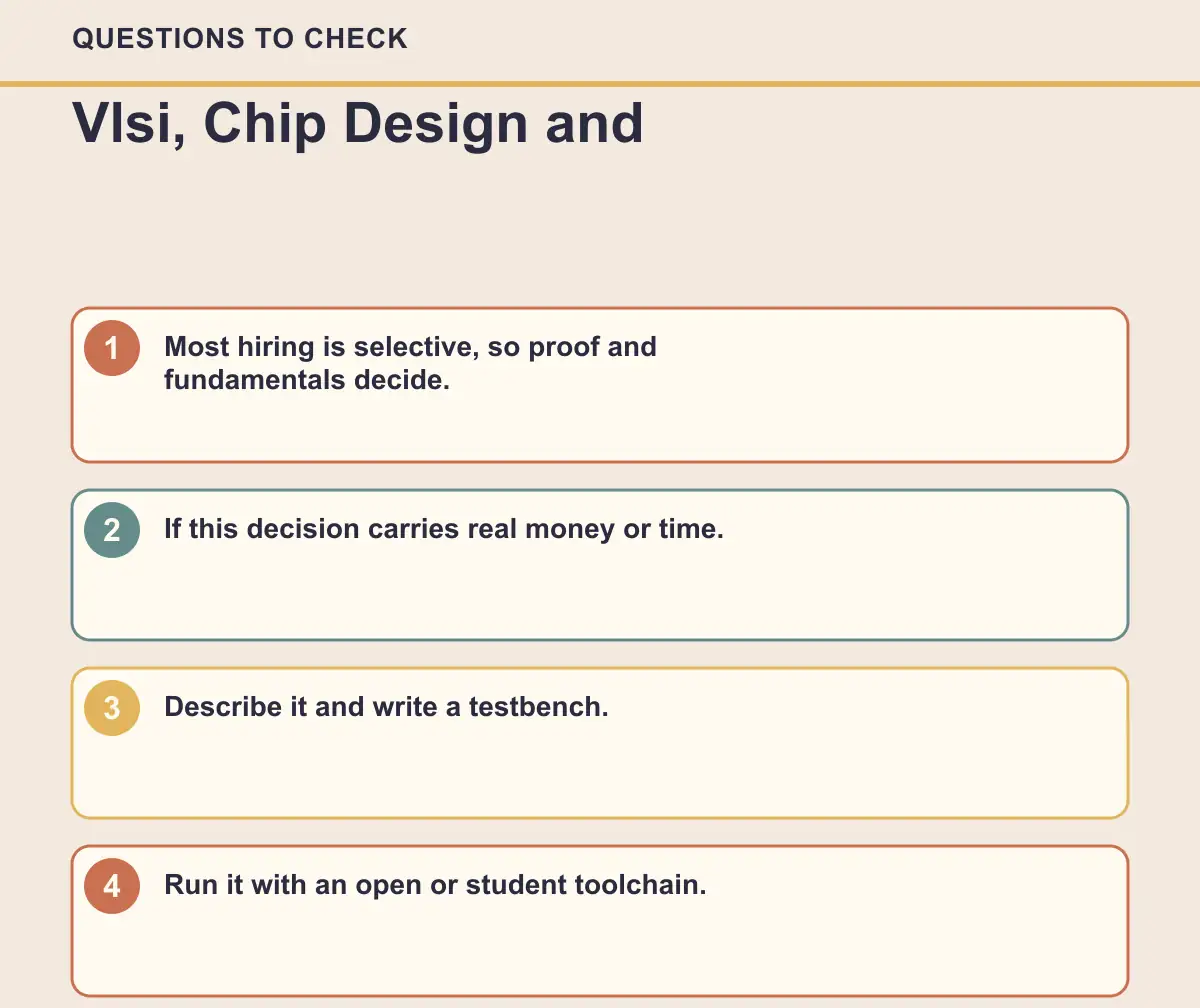 QUESTIONS TO CHECK
Vlsi, Chip Design and
1
Most hiring is selective, so proof and
fundamentals decide.
2
If this decision carries real money or time.
3
Describe it and write a testbench.
4
Run it with an open or student toolchain.